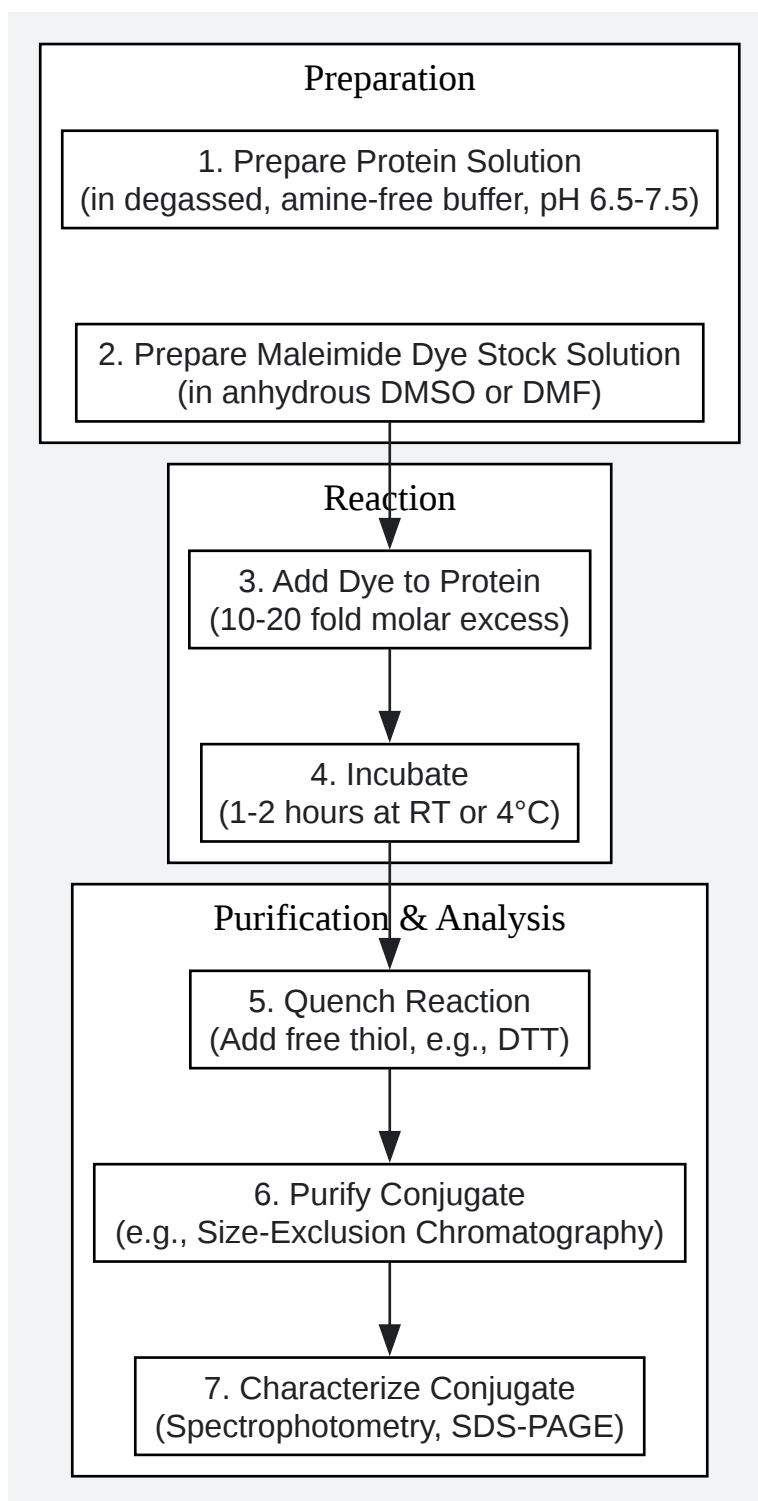 Preparation
1. Prepare Protein Solution
(in degassed, amine-free buffer, pH 6.5-7.5)
2. Prepare Maleimide Dye Stock Solution
(in anhydrous DMSO or DMF)
Reaction
3. Add Dye to Protein
(10-20 fold molar excess)
4. Incubate
(1-2 hours at RT or 4°C)
Purification & Analysis
5. Quench Reaction
(Add free thiol, e.g., DTT)
6. Purify Conjugate
(e.g., Size-Exclusion Chromatography)
7. Characterize Conjugate
(Spectrophotometry, SDS-PAGE)